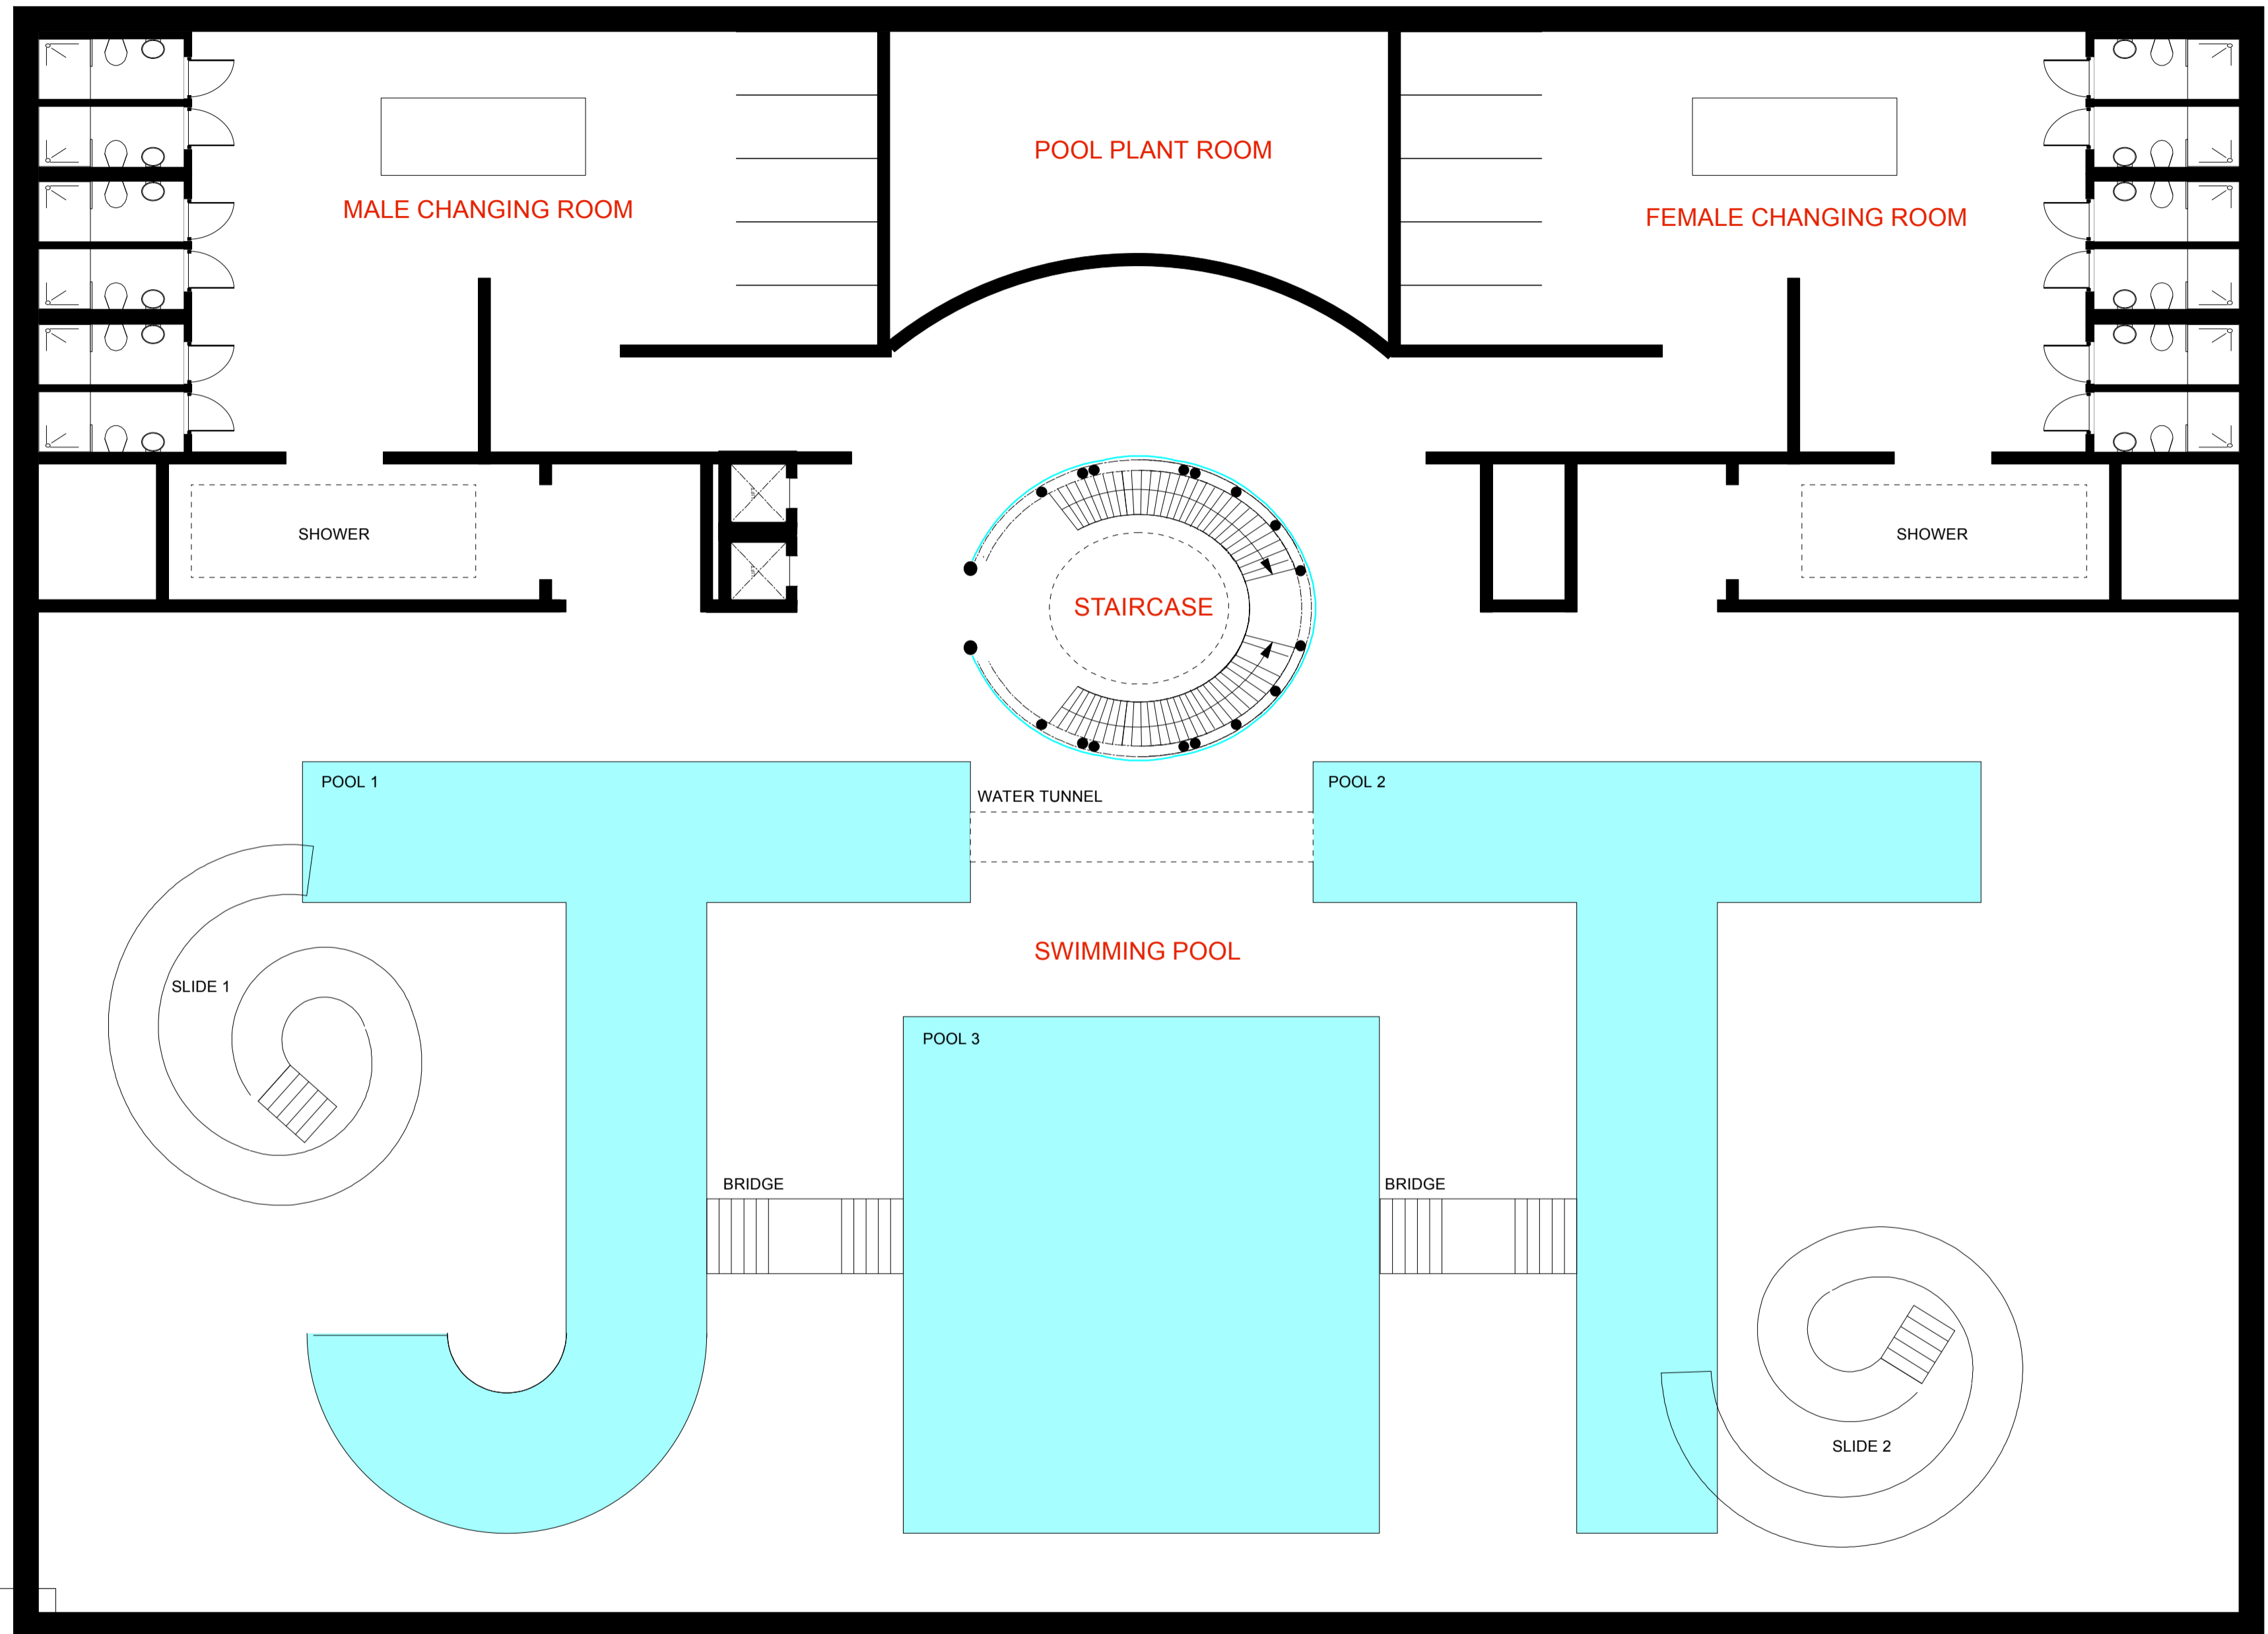 POOL PLANT ROOM
MALE CHANGING ROOM
FEMALE CHANGING ROOM
SHOWER
SHOWER
STAIRCASE
POOL 1
POOL 2
WATER TUNNEL
SWIMMING POOL
SLIDE 1
POOL 3
BRIDGE
BRIDGE
SLIDE 2